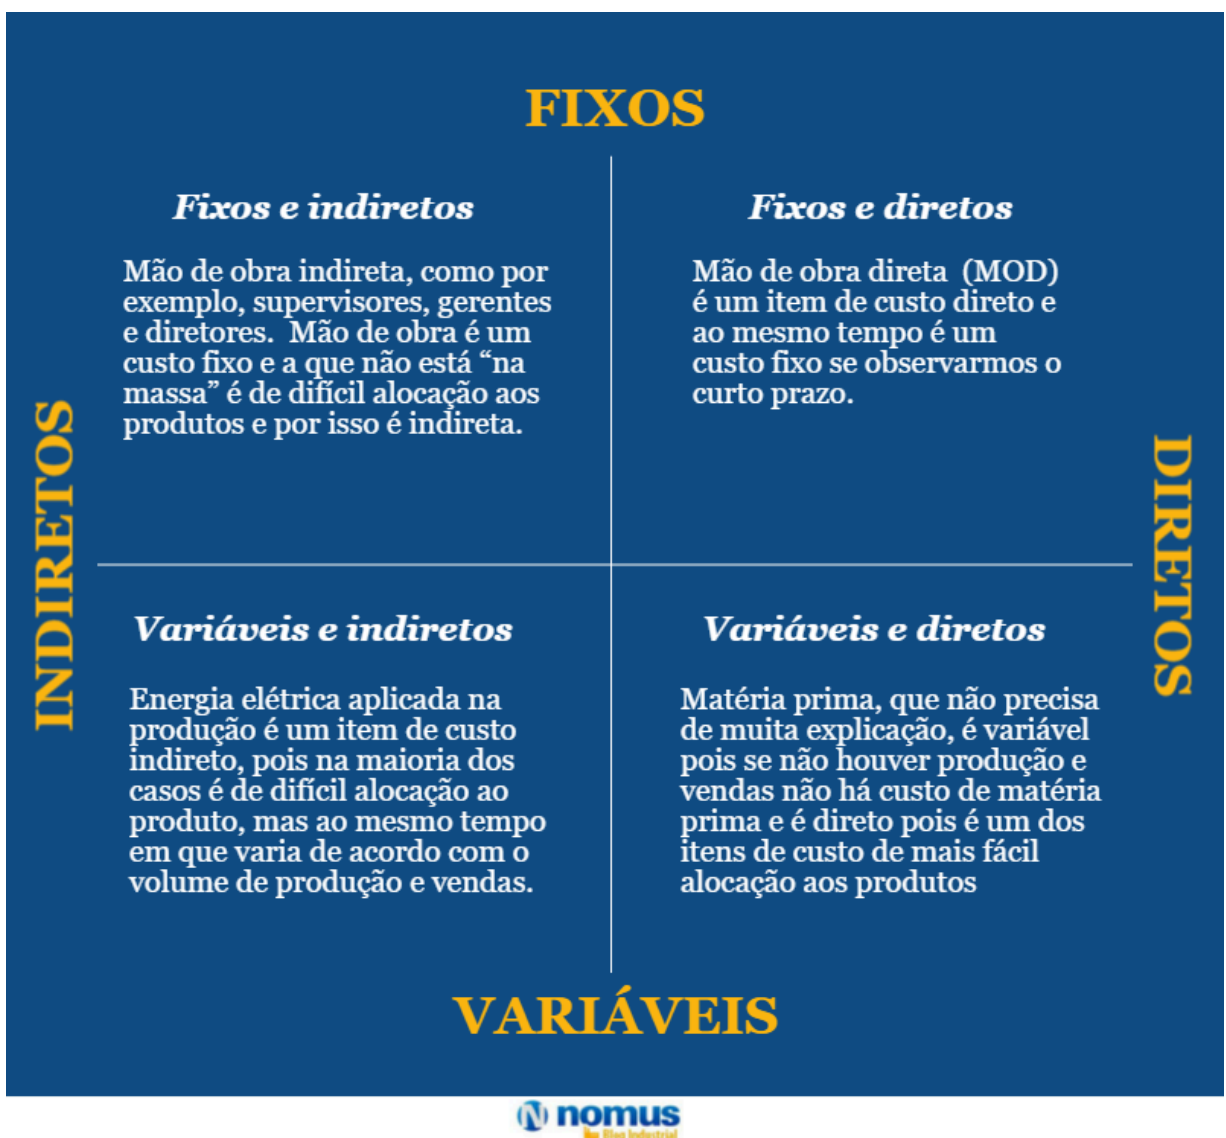 FIXOS
Fixos e indiretos
Mão de obra indireta, como por
exemplo, supervisores, gerentes
e diretores. Mão de obra é um
custo fixo e a que não está “na
massa” é de difícil alocação aos
produtos e por isso é indireta.
Fixos e diretos
Mão de obra direta (MOD)
é um item de custo direto e
ao mesmo tempo é um
custo fixo se observarmos o
curto prazo.
INDIRETOS
DIRETOS
Variáveis e indiretos
Energia elétrica aplicada na
produção é um item de custo
indireto, pois na maioria dos
casos é de difícil alocação ao
produto, mas ao mesmo tempo
em que varia de acordo com o
volume de produção e vendas.
Variáveis e diretos
Matéria prima, que não precisa
de muita explicação, é variável
pois se não houver produção e
vendas não há custo de matéria
prima e é direto pois é um dos
itens de custo de mais fácil
alocação aos produtos
VARIÁVEIS
nomus
Blog Industrial